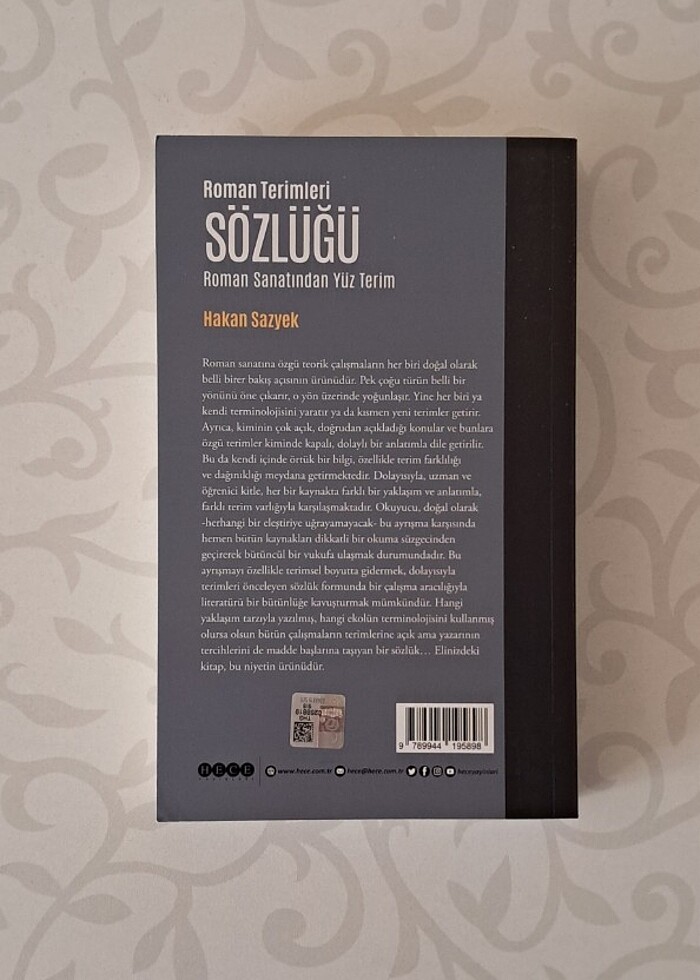 Roman Terimleri
SÖZLÜĞÜ
Roman Sanatından Yüz Terim
Hakan Sazyek
Roman sanatına özgü teorik çalışmaların her biri doğal olarak
belli birer bakış açısının ürünüdür. Pek çoğu türün belli bir
yönünü öne çıkarır, o yön üzerinde yoğunlaşır. Yine her biri ya
kendi terminolojisini yaratır ya da kısmen yeni terimler getirir.
Ayrıca, kiminin çok açık, doğrudan açıkladığı konular ve bunlara
özgü terimler kiminde kapalı, dolaylı bir anlatımla dile getirilir.
Bu da kendi içinde örtük bir bilgi, özellikle terim farklılığı
ve dağınıklığı meydana getirmektedir. Dolayısıyla, uzman ve
öğrenici kitle, her bir kaynakta farklı bir yaklaşım ve anlatımla,
farklı terim varlığıyla karşılaşmaktadır. Okuyucu, doğal olarak
-herhangi bir eleştiriye uğrayamayacak- bu ayrışma karşısında
hemen bütün kaynakları dikkatli bir okuma süzgecinden
geçirerek bütüncül bir vukufa ulaşmak durumundadır. Bu
ayrışmayı özellikle terimsel boyutta gidermek, dolayısıyla
terimleri önceleyen sözlük formunda bir çalışma aracılığıyla
literatürü bir bütünlüğe kavuşturmak mümkündür. Hangi
yaklaşım tarzıyla yazılmış, hangi ekolün terminolojisini kullanmış
olursa olsun bütün çalışmaların terimlerine açık ama yazarının
tercihlerini de madde başlarına taşıyan bir sözlük... Elinizdeki
kitap, bu niyetin ürünüdür.
9 789944 195898
HECE
YAYINLARI
www.hece.com.tr hece@hece.com.tr heceyayinlari